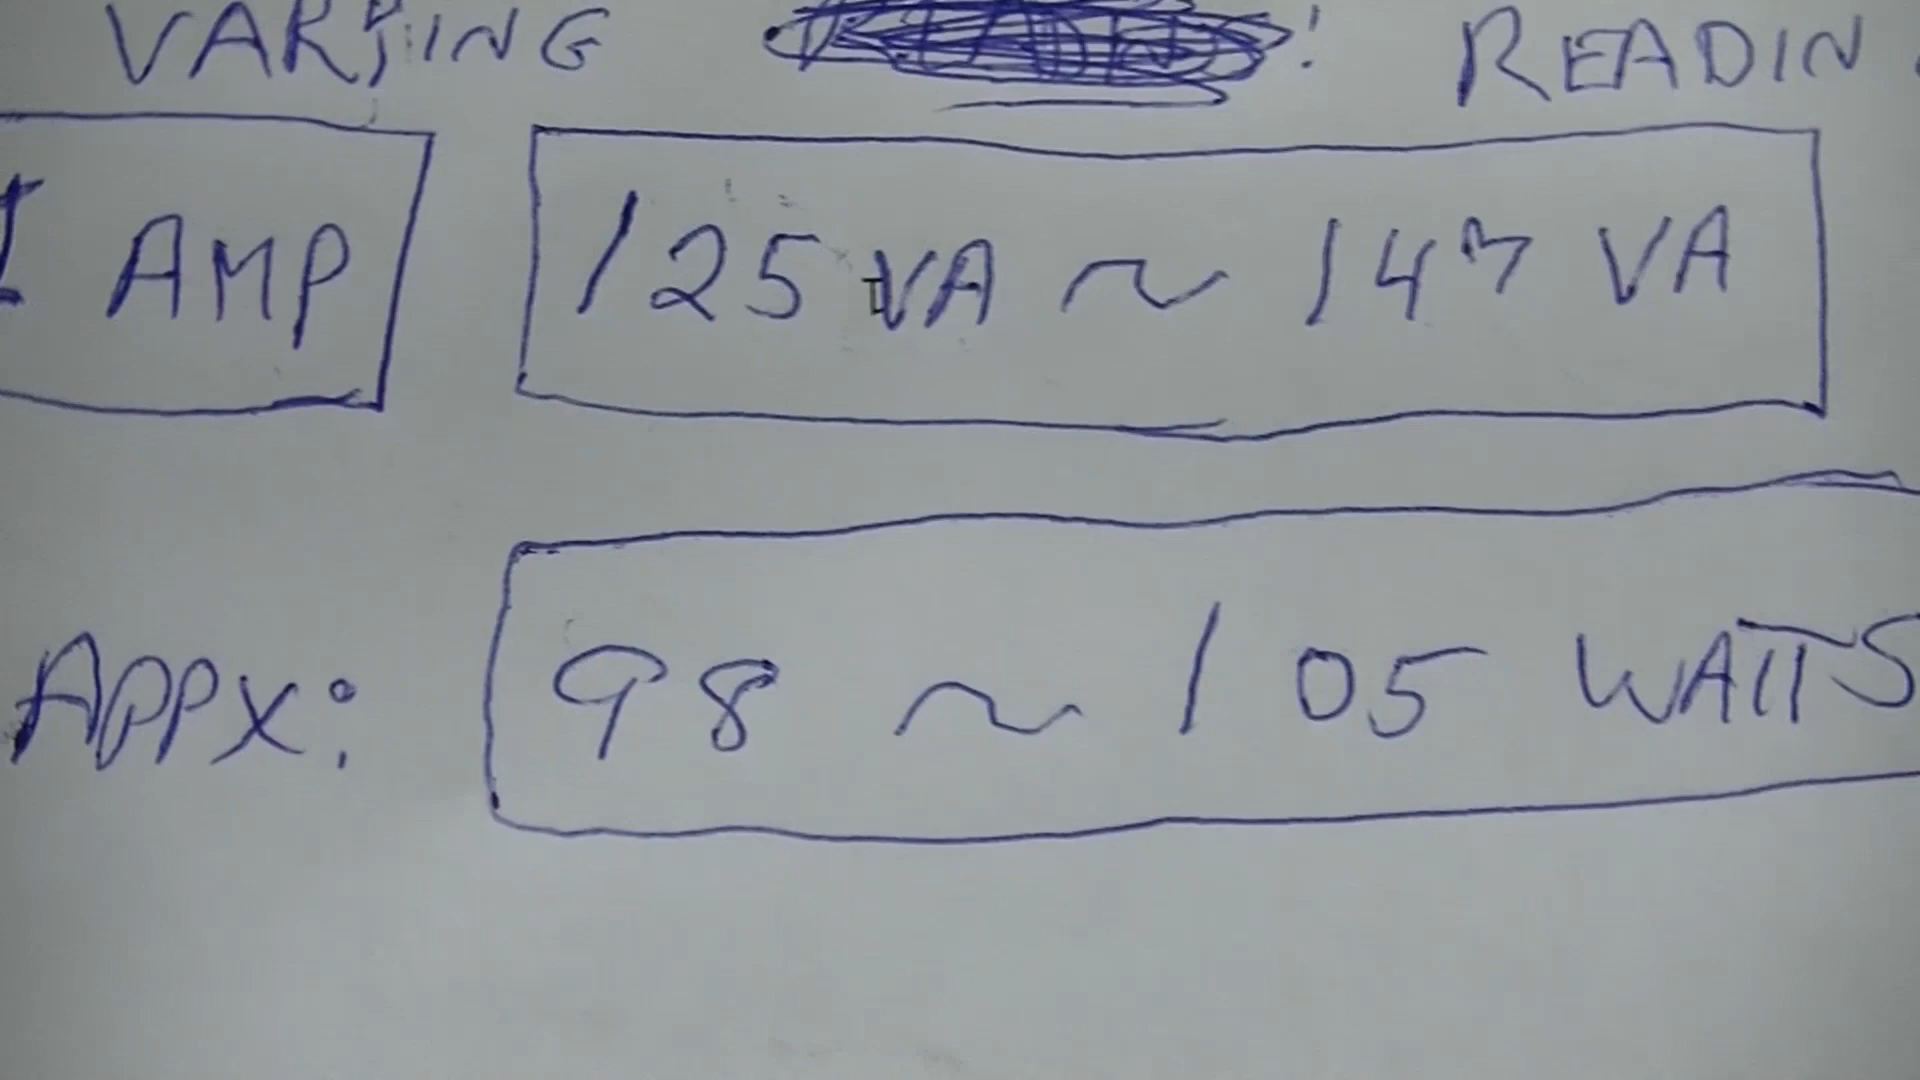 VARYING READIN
AMP 125 VA ~ 147 VA
APPX: 98 ~ 105 WATTS